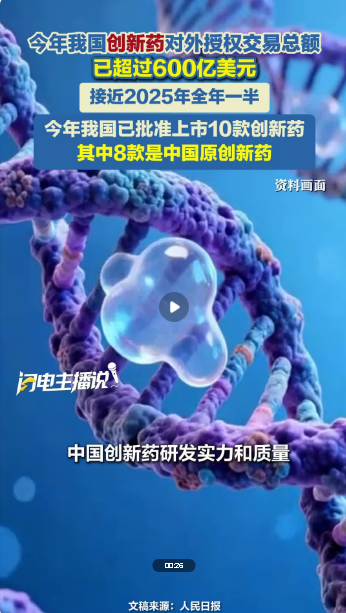 今年我国创新药对外授权交易总额
已超过600亿美元
接近2025年全年一半
今年我国已批准上市10款创新药
其中8款是中国原创新药
资料画面
闪电主播说
中国创新药研发实力和质量
00:26
文稿来源：人民日报